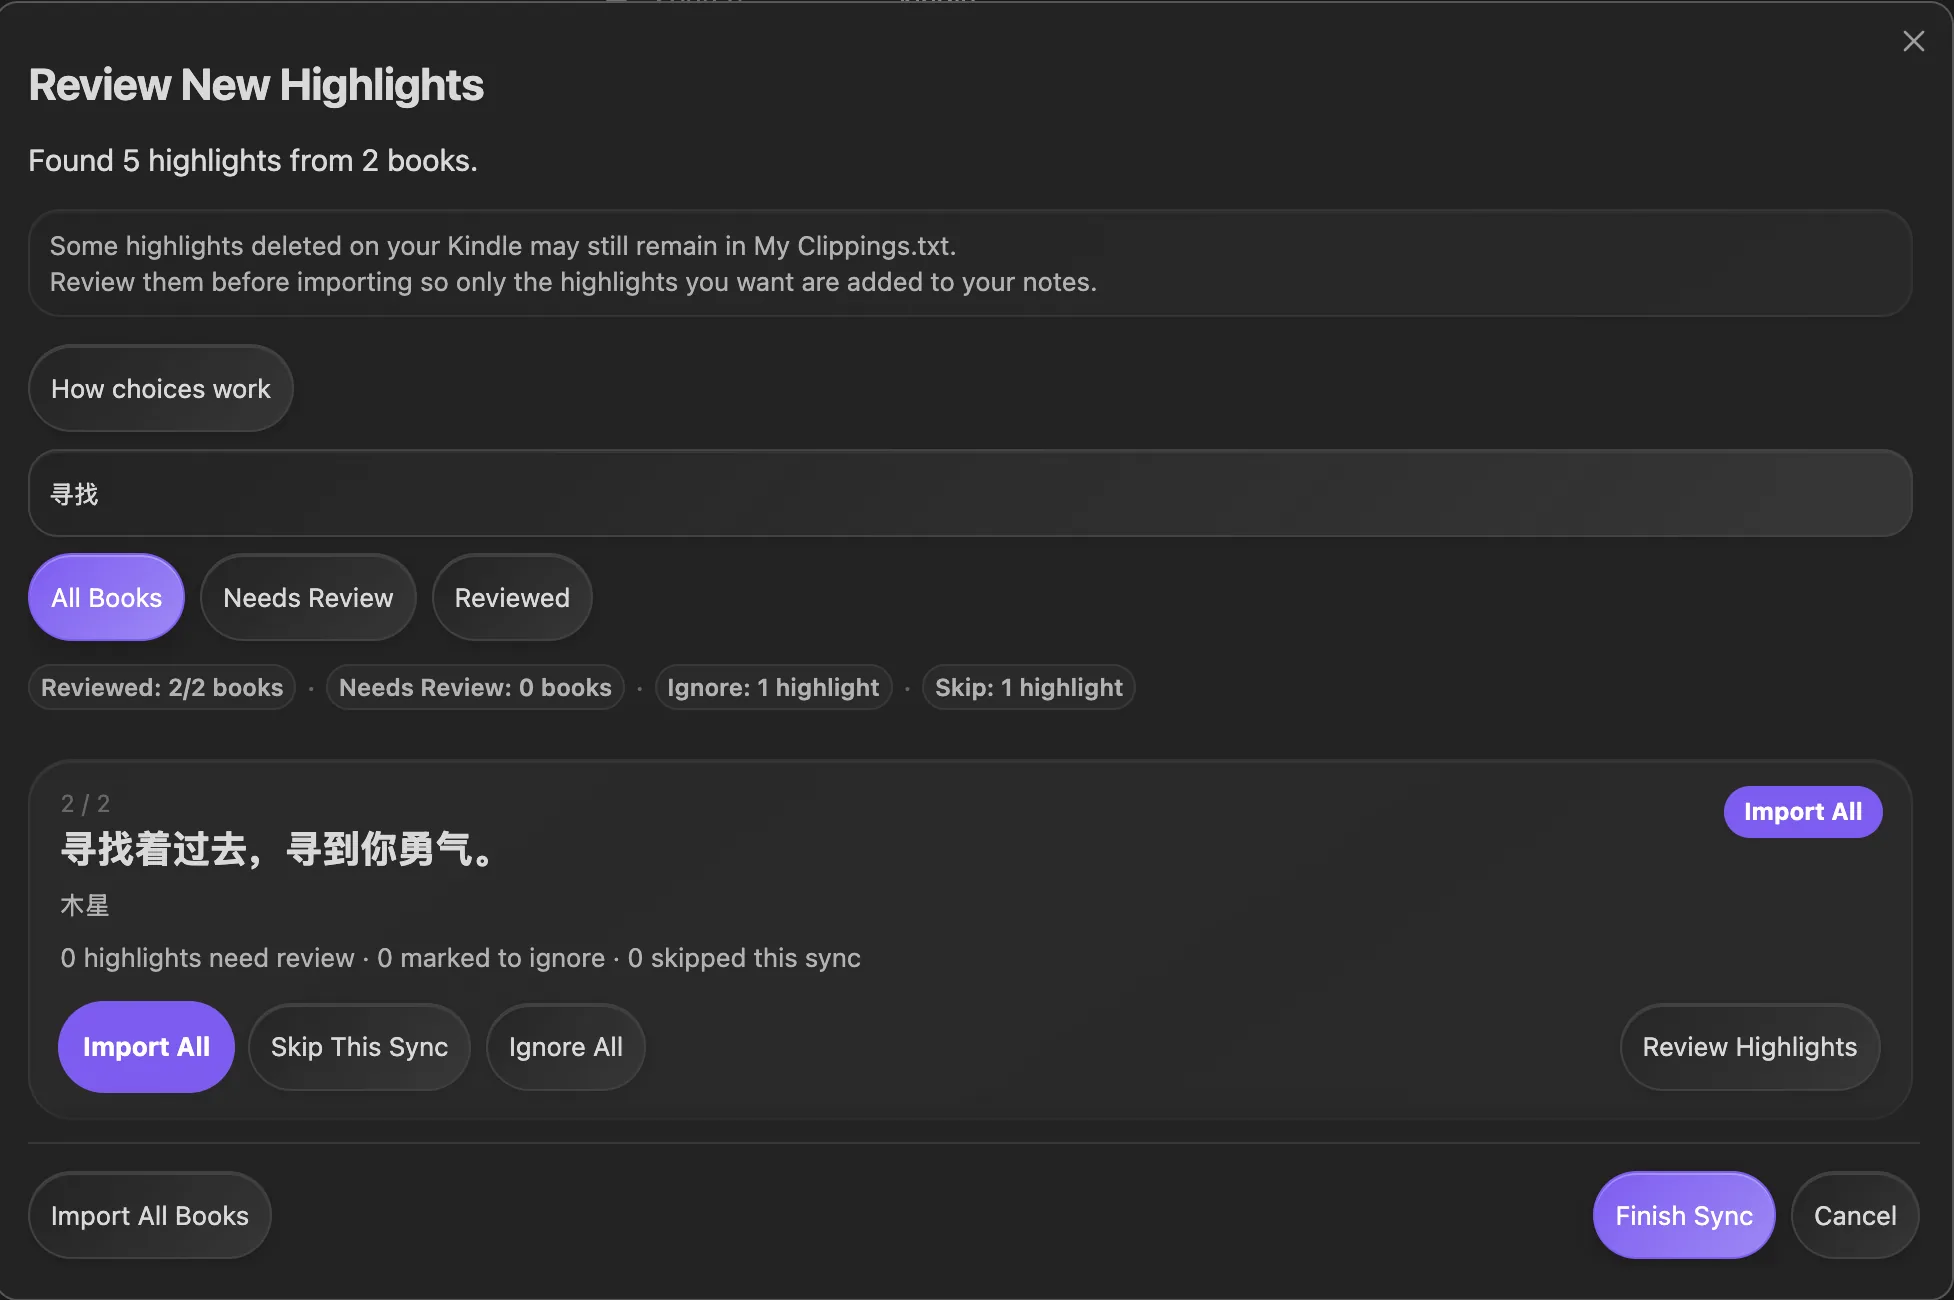 Review New Highlights
Found 5 highlights from 2 books.
Some highlights deleted on your Kindle may still remain in My Clippings.txt.
Review them before importing so only the highlights you want are added to your notes.
How choices work
寻找
All Books Needs Review Reviewed
Reviewed: 2/2 books · Needs Review: 0 books · Ignore: 1 highlight · Skip: 1 highlight
2 / 2
Import All
寻找着过去，寻到你勇气。
木星
0 highlights need review · 0 marked to ignore · 0 skipped this sync
Import All Skip This Sync Ignore All Review Highlights
Import All Books Finish Sync Cancel